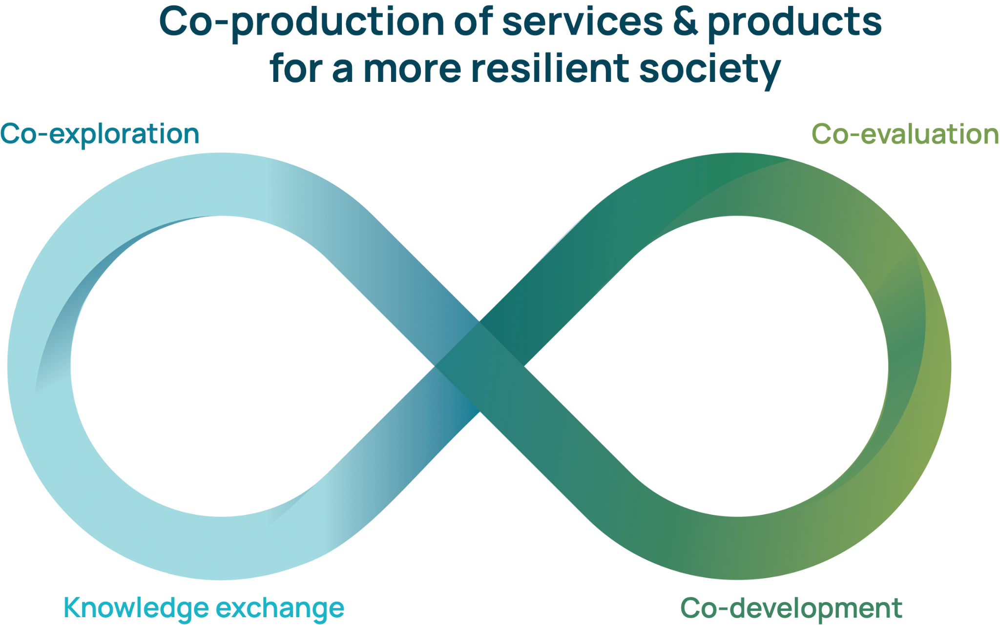 Co-production of services & products
for a more resilient society
Co-exploration
Co-evaluation
Knowledge exchange
Co-development